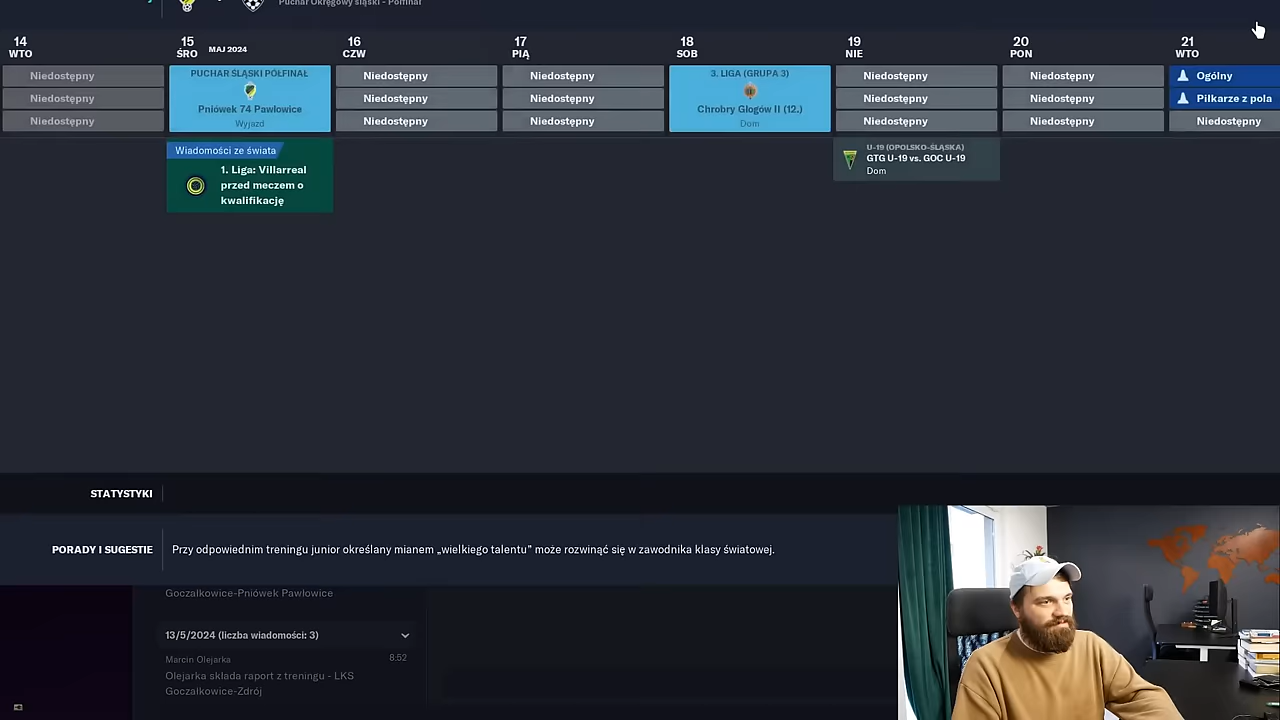 Puchar Okręgowy śląski - Półfinał
14
WTO
15
ŚRO
MAJ 2024
16
CZW
17
PIĄ
18
SOB
19
NIE
20
PON
21
WTO
Niedostępny
Niedostępny
Niedostępny
PUCHAR ŚLĄSKI PÓŁFINAŁ
Pniówek 74 Pawłowice
Wyjazd
Niedostępny
Niedostępny
Niedostępny
Niedostępny
Niedostępny
Niedostępny
3. LIGA (GRUPA 3)
Chrobry Głogów II (12.)
Dom
Niedostępny
Niedostępny
Niedostępny
Niedostępny
Niedostępny
Niedostępny
Ogólny
Piłkarze z pola
Niedostępny
Wiadomości ze świata
1. Liga: Villarreal
przed meczem o
kwalifikację
U-19 (OPOLSKO-ŚLĄSKA)
GTG U-19 vs. GOC U-19
Dom
STATYSTYKI
PORADY I SUGESTIE
Przy odpowiednim treningu junior określany mianem „wielkiego talentu” może rozwinąć się w zawodnika klasy światowej.
Goczałkowice-Pniówek Pawłowice
13/5/2024 (liczba wiadomości: 3)
Marcin Olejarka
8:52
Olejarka składa raport z treningu - LKS
Goczałkowice-Zdrój